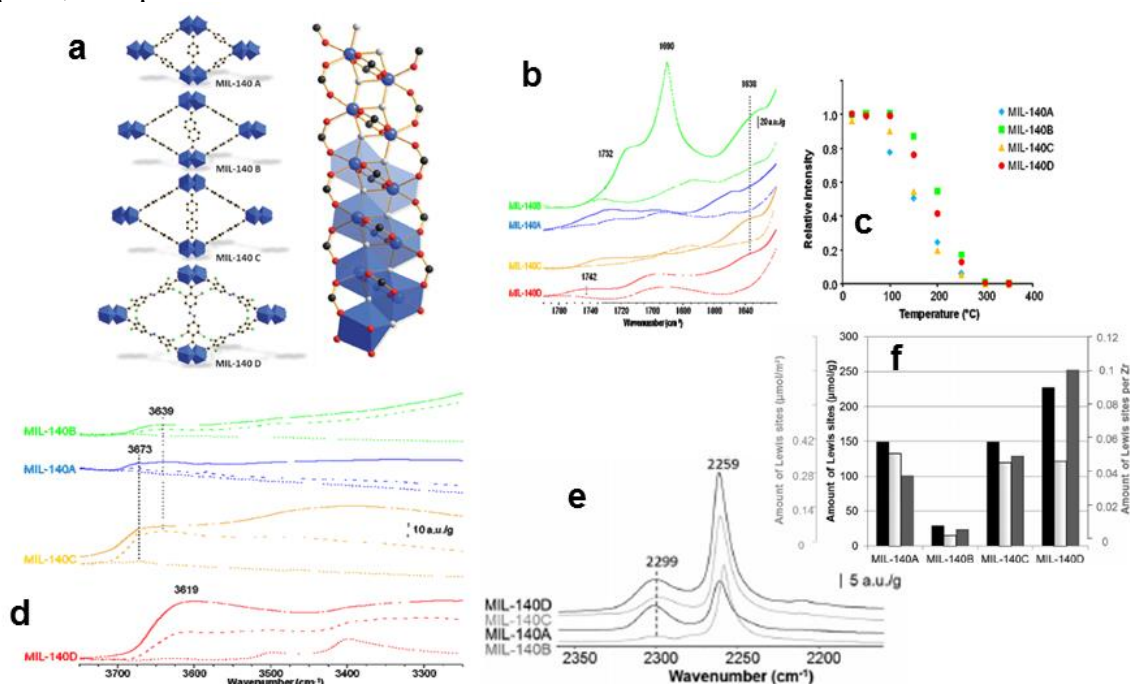 a
MIL-140 A
MIL-140 B
MIL-140 C
MIL-140 D
b
1690
1630
20 a.u./g
1752
MIL-140B
MIL-140A
MIL-140C
1742
MIL-140D
1780 1740 1700 1660 1640
Wavenumber (cm-1)
MIL-140A
MIL-140B
MIL-140C
MIL-140D
1.0
0.8
0.6
0.4
0.2
0.0
Relative Intensity
c
0 100 200 300 400
Temperature (°C)
3639
MIL-140B
3673
MIL-140A
10 a.u./g
MIL-140C
3619
d
MIL-140D
3700 3600 3500 3400 3300
Wavenumber (cm-1)
e
2259
2299
5 a.u./g
MIL-140D
MIL-140C
MIL-140A
MIL-140B
2350 2300 2250 2200
Wavenumber (cm-1)
f
Amount of Lewis sites (µmol/m²)
0.42
0.28
0.14
0
Amount of Lewis sites (µmol/g)
300
250
200
150
100
50
0
0.12
0.1
0.08
0.06
0.04
0.02
0
Amount of Lewis sites per Zr
MIL-140A MIL-140B MIL-140C MIL-140D